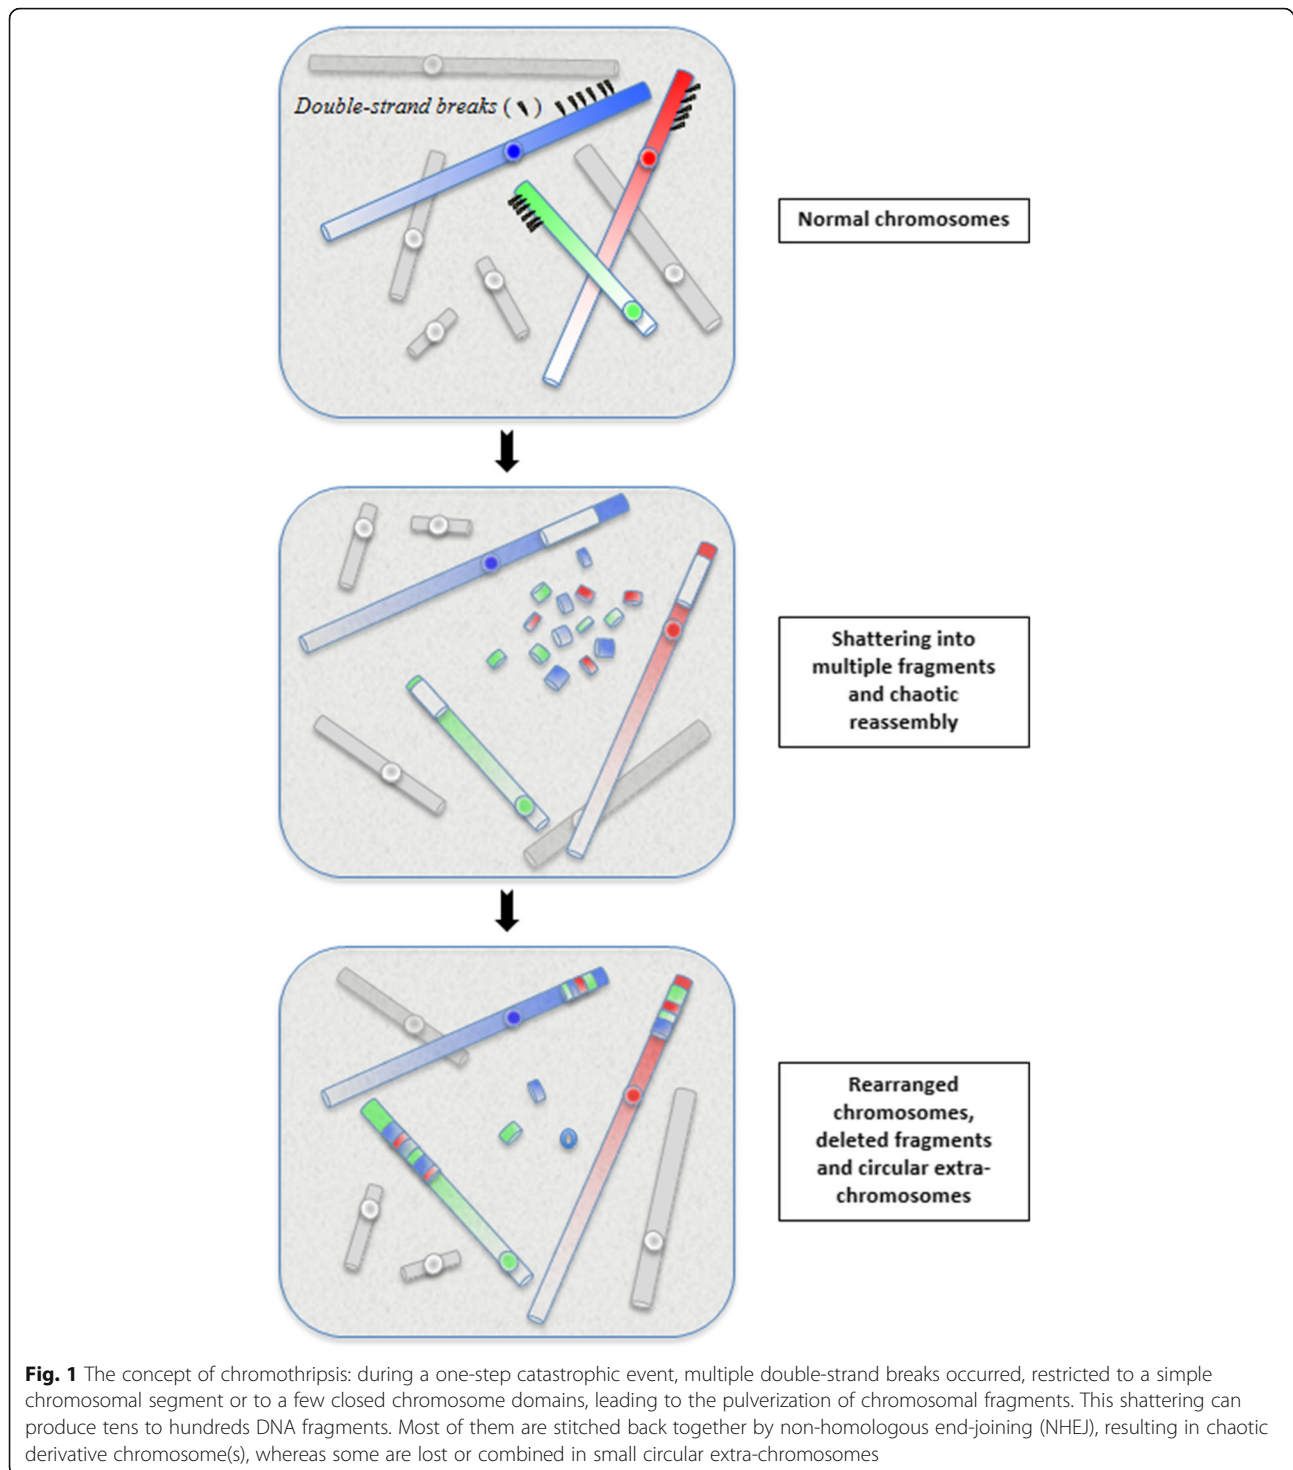 Double-strand breaks ( )
Normal chromosomes
Shattering into
multiple fragments
and chaotic
reassembly
Rearranged
chromosomes,
deleted fragments
and circular extra-
chromosomes
Fig. 1 The concept of chromothripsis: during a one-step catastrophic event, multiple double-strand breaks occurred, restricted to a simple
chromosomal segment or to a few closed chromosome domains, leading to the pulverization of chromosomal fragments. This shattering can
produce tens to hundreds DNA fragments. Most of them are stitched back together by non-homologous end-joining (NHEJ), resulting in chaotic
derivative chromosome(s), whereas some are lost or combined in small circular extra-chromosomes